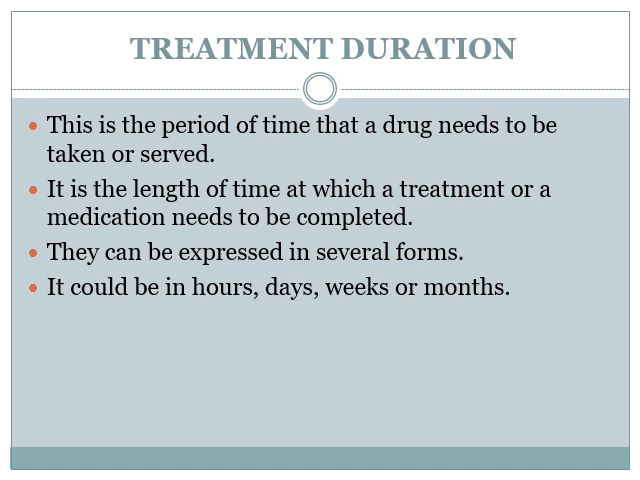 TREATMENT DURATION
• This is the period of time that a drug needs to be
taken or served.
• It is the length of time at which a treatment or a
medication needs to be completed.
• They can be expressed in several forms.
• It could be in hours, days, weeks or months.